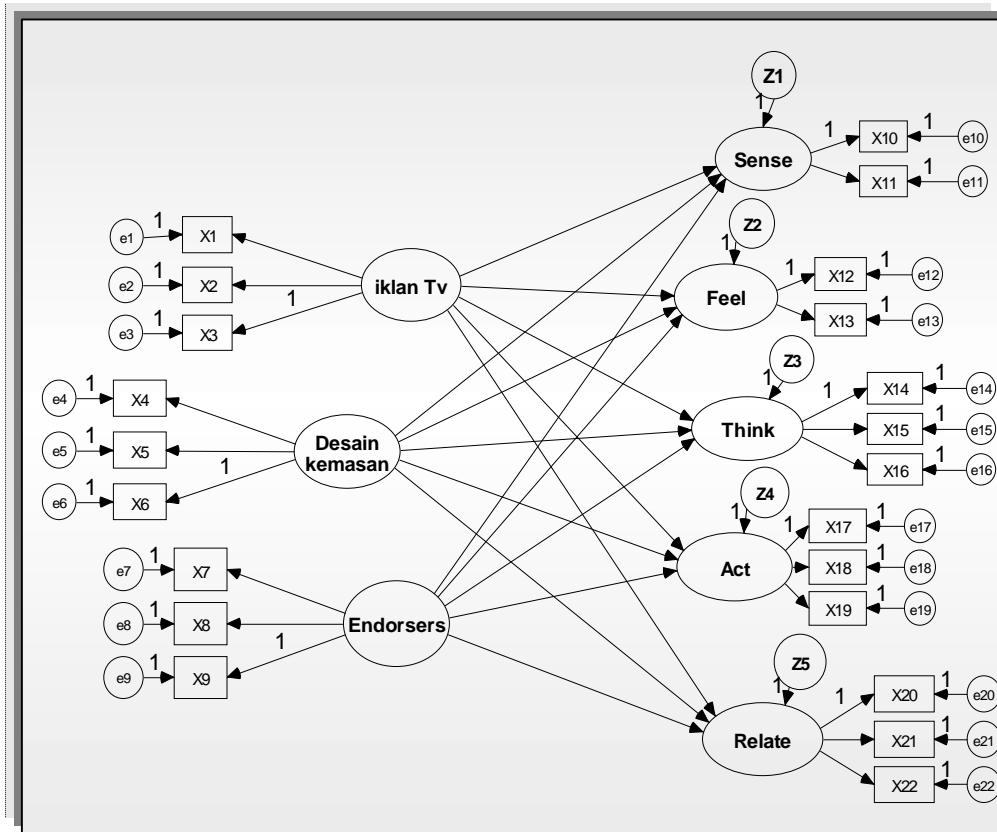 Z1
1
Sense
1
X10
1
e10
X11
1
e11
Z2
1
Feel
1
X12
1
e12
X13
1
e13
e1
1
X1
e2
1
X2
e3
1
X3
1
iklan Tv
Z3
1
Think
1
X14
1
e14
X15
1
e15
X16
1
e16
e4
1
X4
e5
1
X5
e6
1
X6
1
Desain
kemasan
Z4
1
Act
1
X17
1
e17
X18
1
e18
X19
1
e19
e7
1
X7
e8
1
X8
e9
1
X9
1
Endorsers
Z5
1
Relate
1
X20
1
e20
X21
1
e21
X22
1
e22